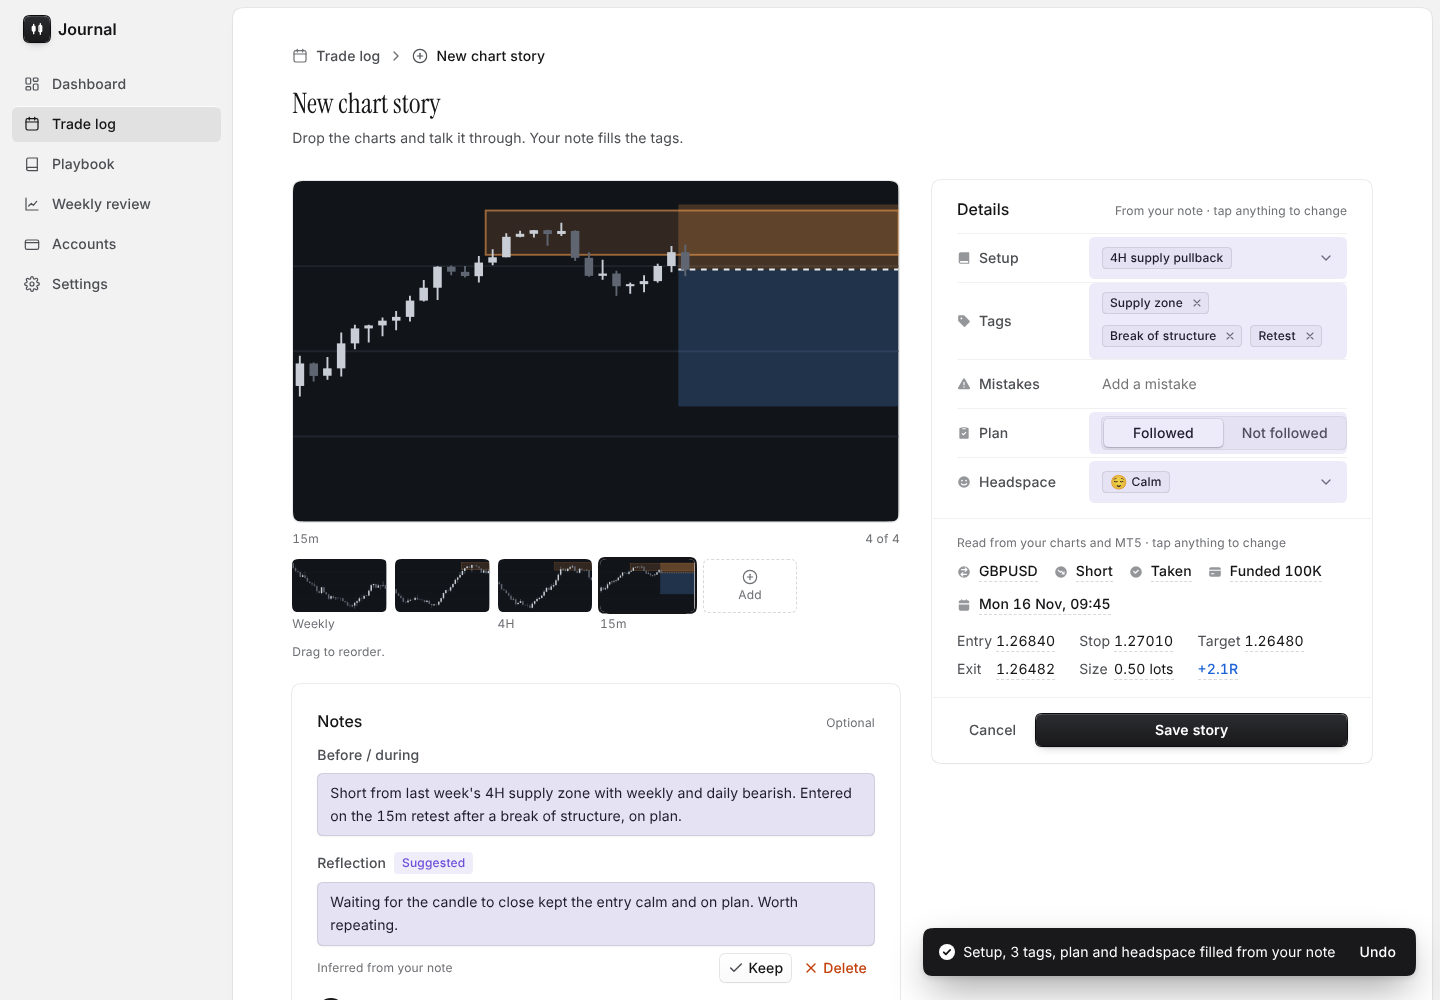 Journal
Dashboard
Trade log
Playbook
Weekly review
Accounts
Settings
Trade log
New chart story
New chart story
Drop the charts and talk it through. Your note fills the tags.
15m
4 of 4
Add
Weekly
4H
15m
Drag to reorder.
Notes
Optional
Before / during
Short from last week's 4H supply zone with weekly and daily bearish. Entered
on the 15m retest after a break of structure, on plan.
Reflection
Suggested
Waiting for the candle to close kept the entry calm and on plan. Worth
repeating.
Inferred from your note
Keep
Delete
Details
From your note · tap anything to change
Setup
4H supply pullback
Tags
Supply zone
Break of structure
Retest
Mistakes
Add a mistake
Plan
Followed
Not followed
Headspace
😌 Calm
Read from your charts and MT5 · tap anything to change
GBPUSD
Short
Taken
Funded 100K
Mon 16 Nov, 09:45
Entry 1.26840
Stop 1.27010
Target 1.26480
Exit 1.26482
Size 0.50 lots
+2.1R
Cancel
Save story
Setup, 3 tags, plan and headspace filled from your note
Undo